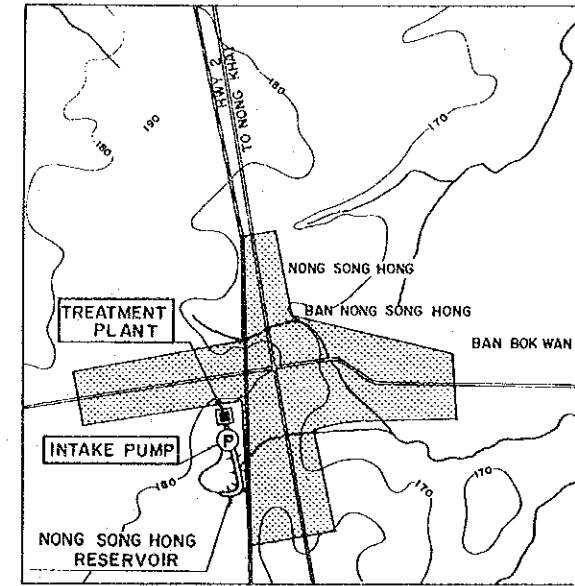 HWY 2
TO NONG KHAI
180
190
180
170
170
NONG SONG HONG
BAN NONG SONG HONG
BAN BOK WAN
TREATMENT
PLANT
INTAKE PUMP
P
180
170
170
NONG SONG HONG
RESERVOIR